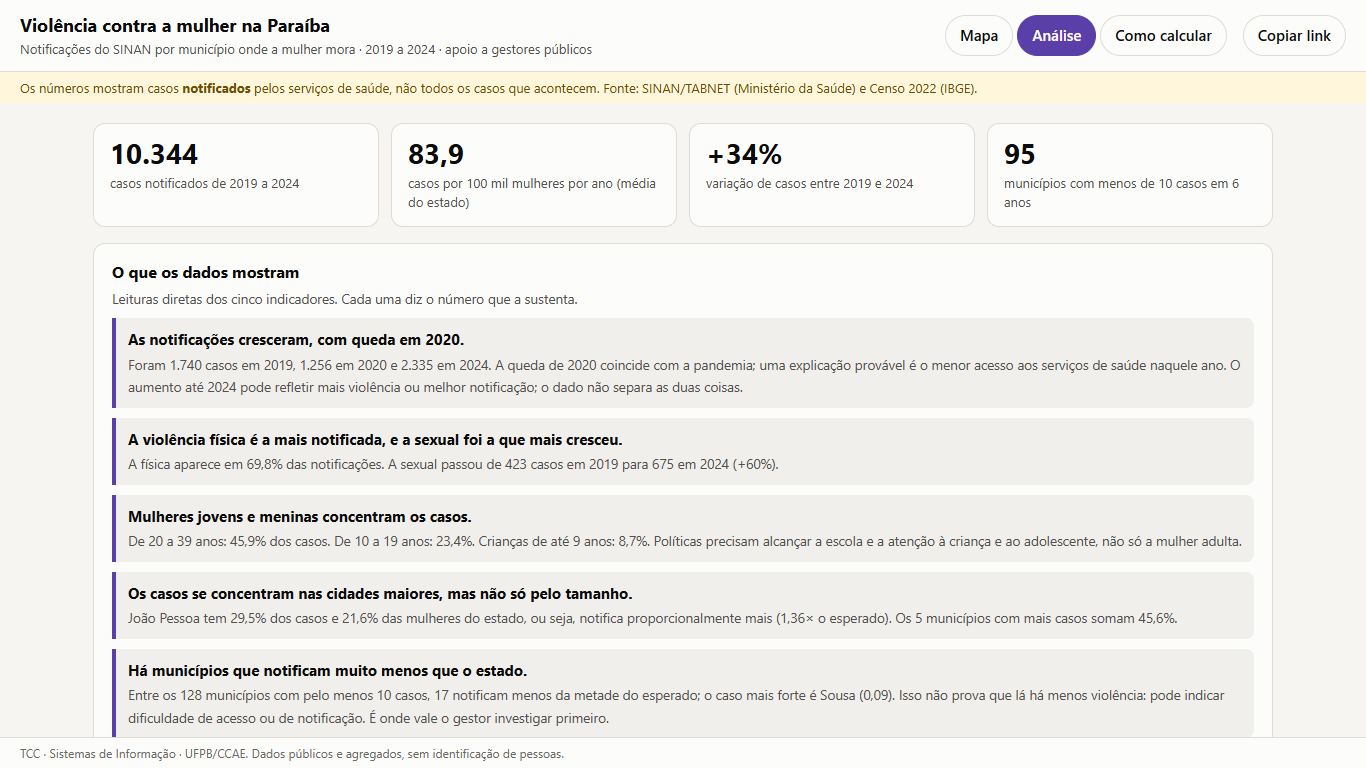 Violência contra a mulher na Paraíba
Notificações do SINAN por município onde a mulher mora · 2019 a 2024 · apoio a gestores públicos
Mapa
Análise
Como calcular
Copiar link
Os números mostram casos notificados pelos serviços de saúde, não todos os casos que acontecem. Fonte: SINAN/TABNET (Ministério da Saúde) e Censo 2022 (IBGE).
10.344
casos notificados de 2019 a 2024
83,9
casos por 100 mil mulheres por ano (média
do estado)
+34%
variação de casos entre 2019 e 2024
95
municípios com menos de 10 casos em 6
anos
O que os dados mostram
Leituras diretas dos cinco indicadores. Cada uma diz o número que a sustenta.
As notificações cresceram, com queda em 2020.
Foram 1.740 casos em 2019, 1.256 em 2020 e 2.335 em 2024. A queda de 2020 coincide com a pandemia; uma explicação provável é o menor acesso aos serviços de saúde naquele ano. O
aumento até 2024 pode refletir mais violência ou melhor notificação; o dado não separa as duas coisas.
A violência física é a mais notificada, e a sexual foi a que mais cresceu.
A física aparece em 69,8% das notificações. A sexual passou de 423 casos em 2019 para 675 em 2024 (+60%).
Mulheres jovens e meninas concentram os casos.
De 20 a 39 anos: 45,9% dos casos. De 10 a 19 anos: 23,4%. Crianças de até 9 anos: 8,7%. Políticas precisam alcançar a escola e a atenção à criança e ao adolescente, não só a mulher adulta.
Os casos se concentram nas cidades maiores, mas não só pelo tamanho.
João Pessoa tem 29,5% dos casos e 21,6% das mulheres do estado, ou seja, notifica proporcionalmente mais (1,36× o esperado). Os 5 municípios com mais casos somam 45,6%.
Há municípios que notificam muito menos que o estado.
Entre os 128 municípios com pelo menos 10 casos, 17 notificam menos da metade do esperado; o caso mais forte é Sousa (0,09). Isso não prova que lá há menos violência: pode indicar
dificuldade de acesso ou de notificação. É onde vale o gestor investigar primeiro.
TCC · Sistemas de Informação · UFPB/CCAE. Dados públicos e agregados, sem identificação de pessoas.